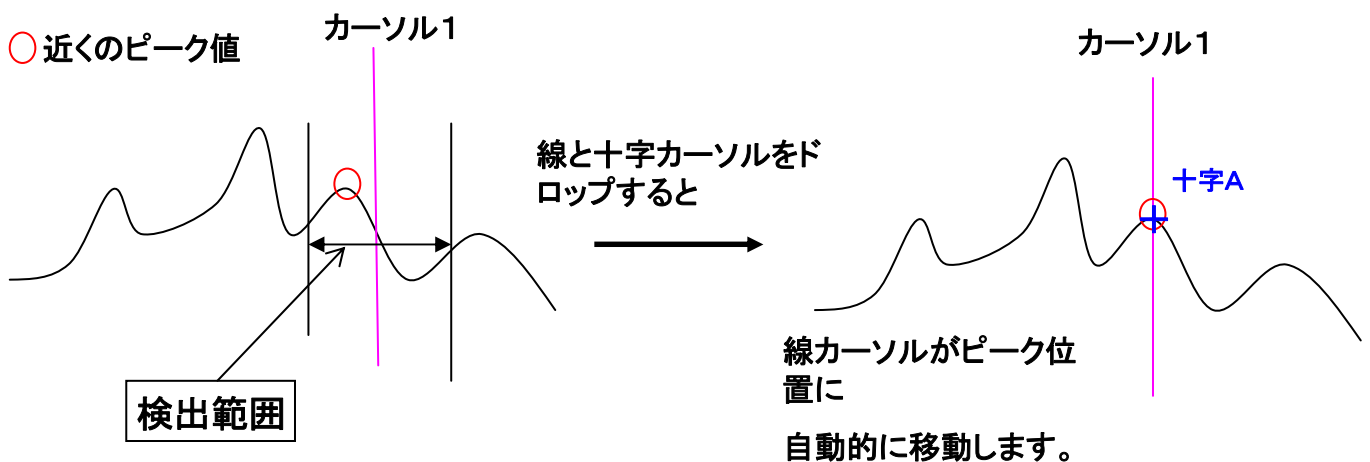 ○近くのピーク値
カーソル１
検出範囲
線と十字カーソルをド
ロップすると
カーソル１
十字A
線カーソルがピーク位
置に
自動的に移動します。